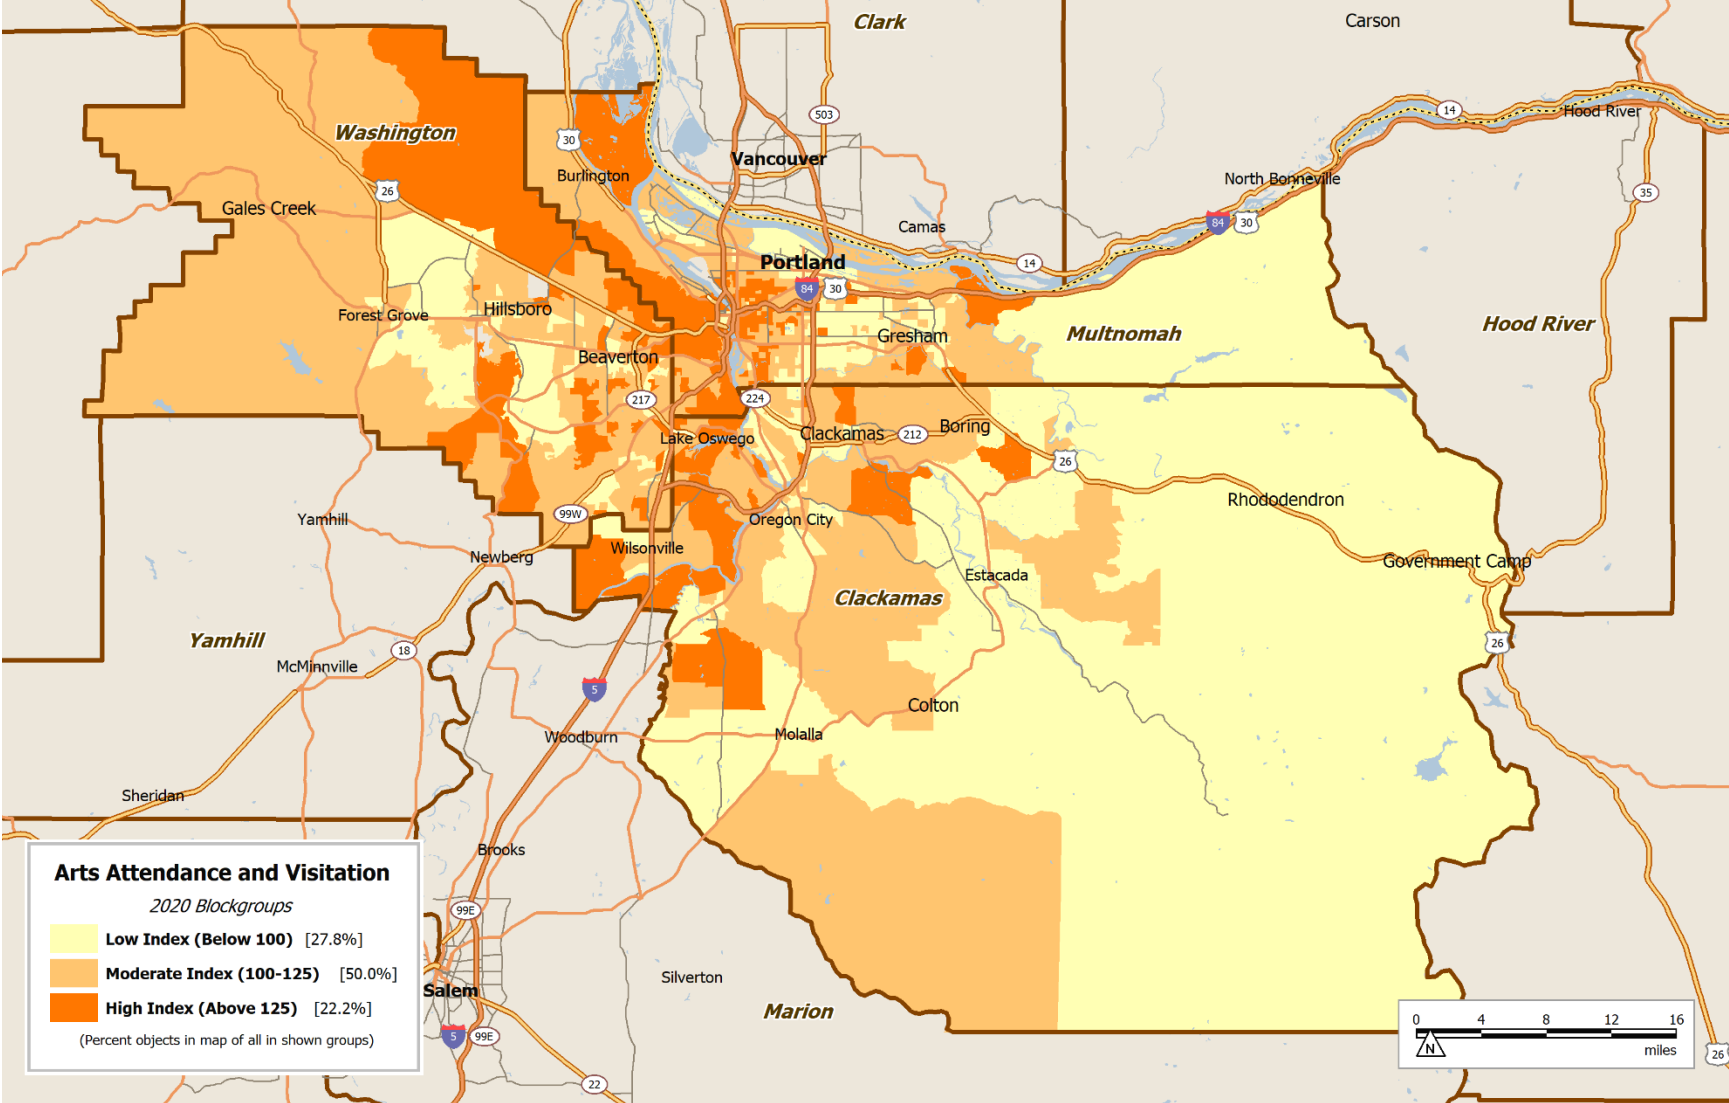 Clark
Carson
503
14
Hood River
Washington
30
Vancouver
Burlington
North Bonneville
26
35
Gales Creek
84
30
Camas
14
Portland
84
30
Forest Grove
Hillsboro
Gresham
Multnomah
Hood River
Beaverton
217
224
Lake Oswego
Clackamas
212
Boring
26
Rhododendron
99W
Oregon City
Yamhill
Newberg
Wilsonville
Government Camp
Estacada
Clackamas
Yamhill
18
26
McMinnville
5
Colton
Woodburn
Molalla
Sheridan
Brooks
99E
Silverton
Salem
Marion
5
99E
22
26
Arts Attendance and Visitation
2020 Blockgroups
Low Index (Below 100) [27.8%]
Moderate Index (100-125) [50.0%]
High Index (Above 125) [22.2%]
(Percent objects in map of all in shown groups)
0 4 8 12 16
N
miles